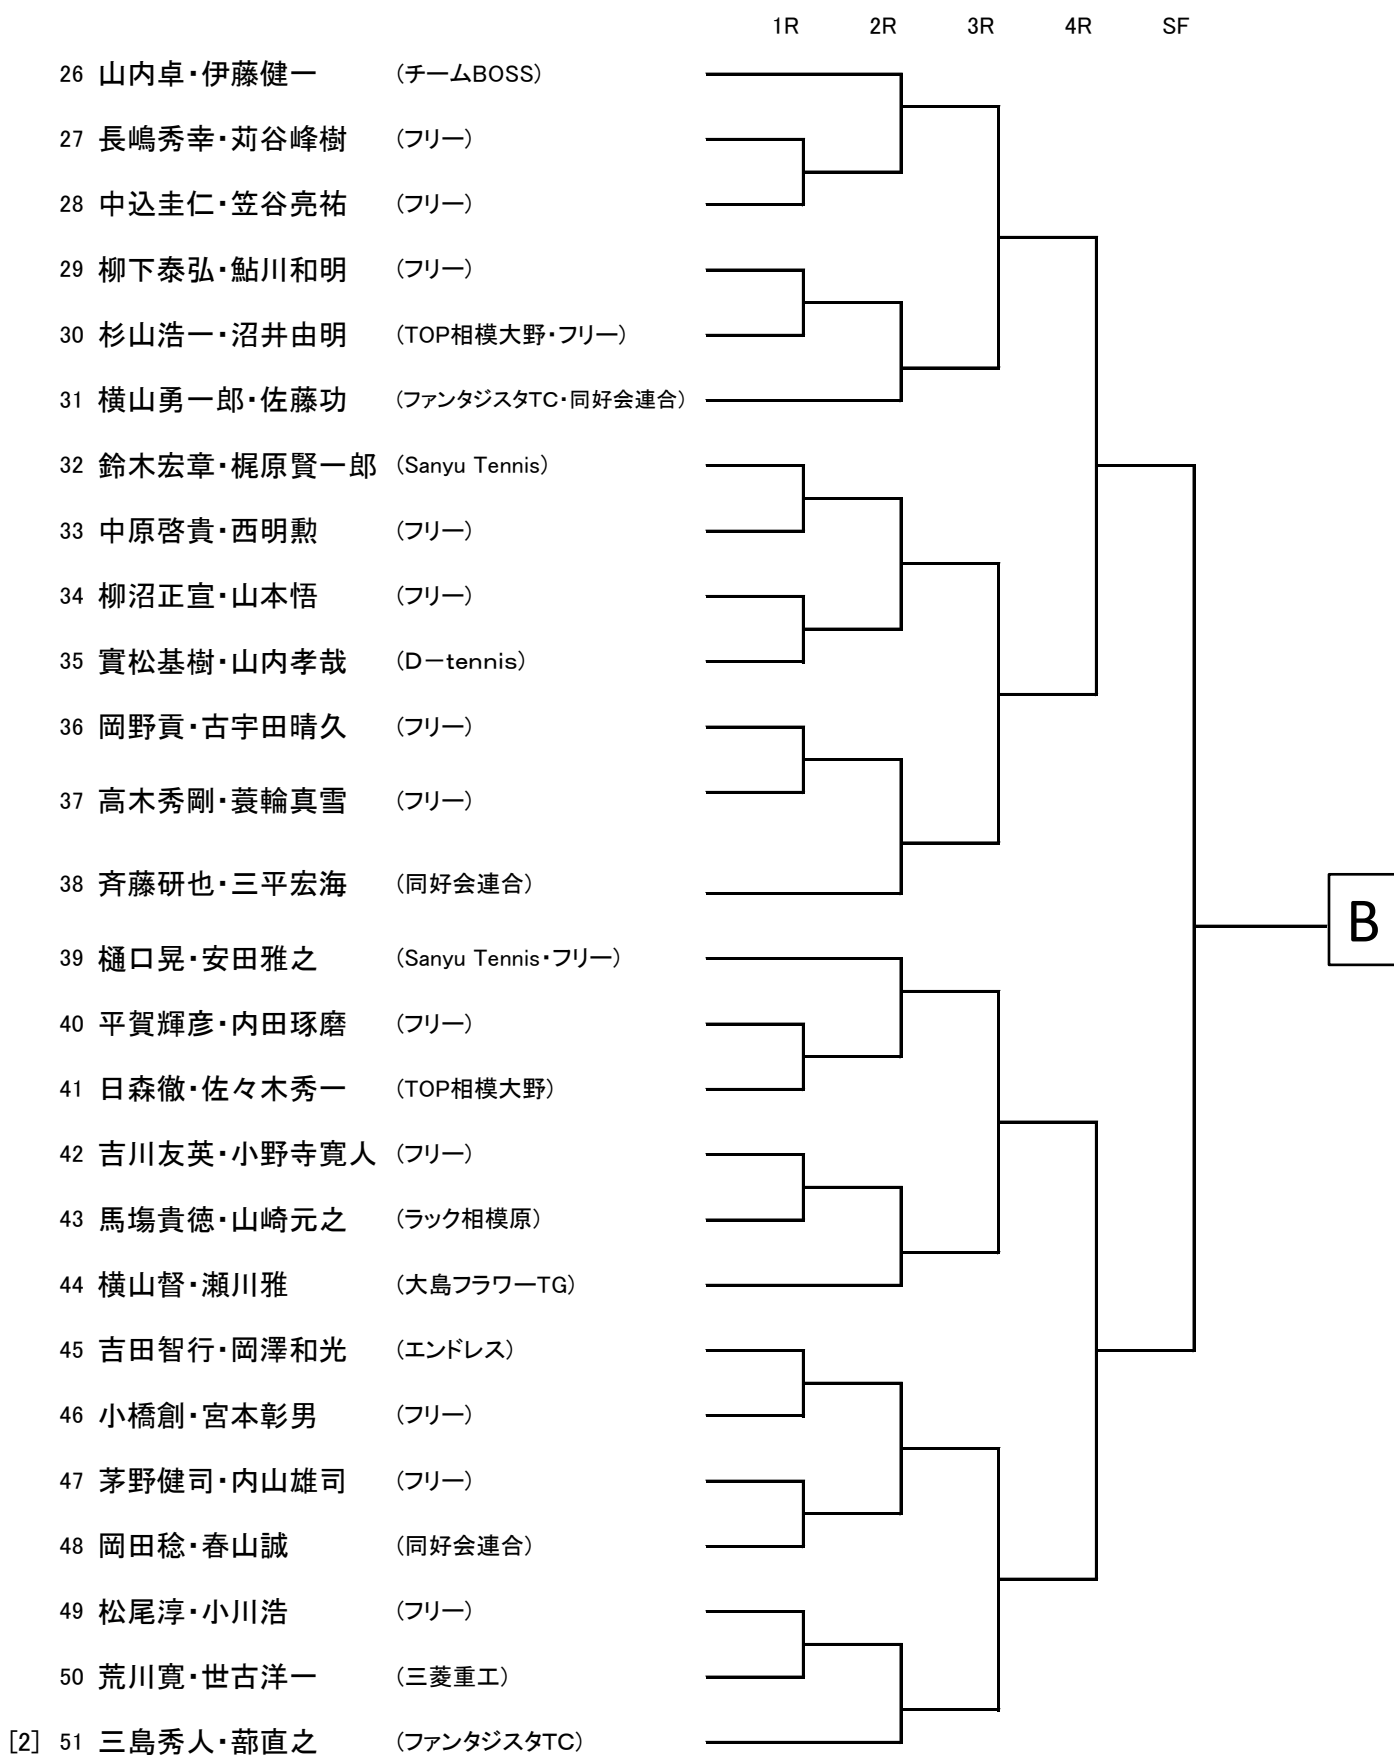 1R 2R 3R 4R SF
26 山内卓・伊藤健一 (チームBOSS)
27 長嶋秀幸・苅谷峰樹 (フリー)
28 中込圭仁・笠谷亮祐 (フリー)
29 柳下泰弘・鮎川和明 (フリー)
30 杉山浩一・沼井由明 (TOP相模大野・フリー)
31 横山勇一郎・佐藤功 (ファンタジスタTC・同好会連合)
32 鈴木宏章・梶原賢一郎 (Sanyu Tennis)
33 中原啓貴・西明勲 (フリー)
34 柳沼正宣・山本悟 (フリー)
35 實松基樹・山内孝哉 (D－tennis)
36 岡野貢・古宇田晴久 (フリー)
37 高木秀剛・蓑輪真雪 (フリー)
38 斉藤研也・三平宏海 (同好会連合)
B
39 樋口晃・安田雅之 (Sanyu Tennis・フリー)
40 平賀輝彦・内田琢磨 (フリー)
41 日森徹・佐々木秀一 (TOP相模大野)
42 吉川友英・小野寺寛人 (フリー)
43 馬塲貴徳・山崎元之 (ラック相模原)
44 横山督・瀬川雅 (大島フラワーTG)
45 吉田智行・岡澤和光 (エンドレス)
46 小橋創・宮本彰男 (フリー)
47 茅野健司・内山雄司 (フリー)
48 岡田稔・春山誠 (同好会連合)
49 松尾淳・小川浩 (フリー)
50 荒川寛・世古洋一 (三菱重工)
[2] 51 三島秀人・蔀直之 (ファンタジスタTC)